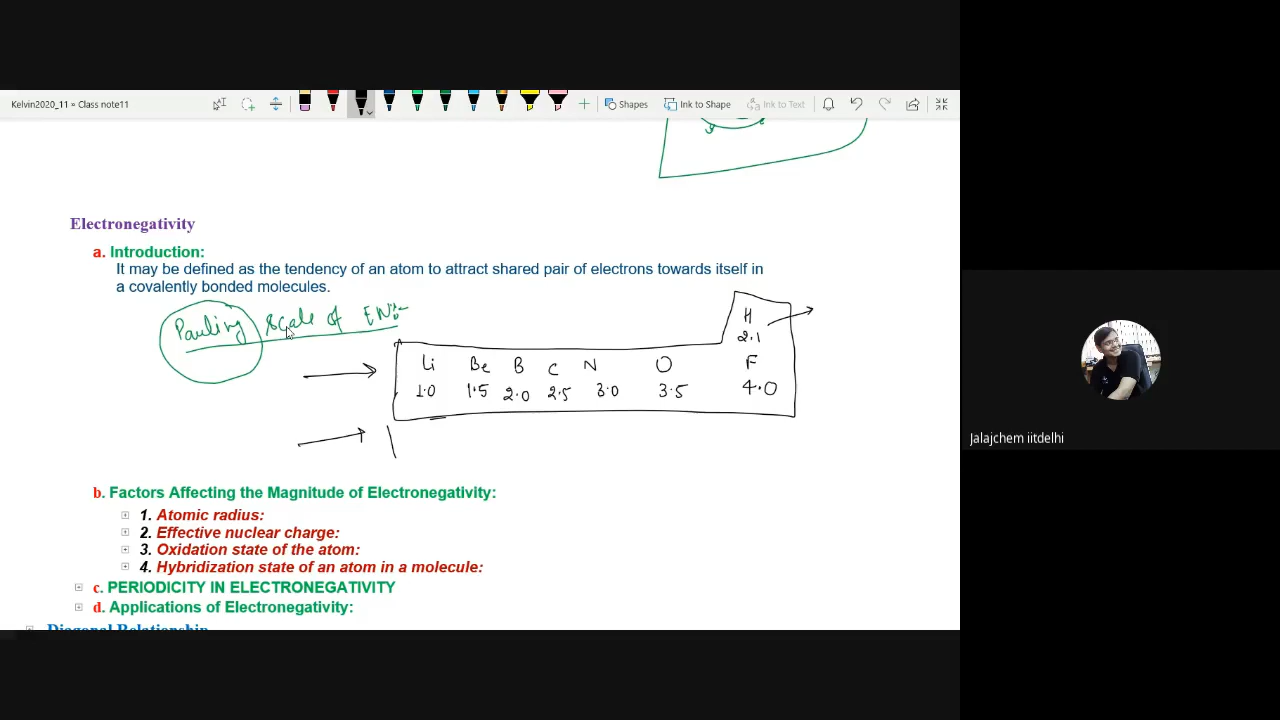 Kelvin2020_11 » Class note11
Shapes
Ink to Shape
Ink to Text
Electronegativity
a. Introduction:
It may be defined as the tendency of an atom to attract shared pair of electrons towards itself in
a covalently bonded molecules.
Pauling scale of
H
2.1
Li Be B C N O F
1.0 1.5 2.0 2.5 3.0 3.5 4.0
Jalajchem iitdelhi
b. Factors Affecting the Magnitude of Electronegativity:
1. Atomic radius:
2. Effective nuclear charge:
3. Oxidation state of the atom:
4. Hybridization state of an atom in a molecule:
c. PERIODICITY IN ELECTRONEGATIVITY
d. Applications of Electronegativity:
Diagonal Relationship